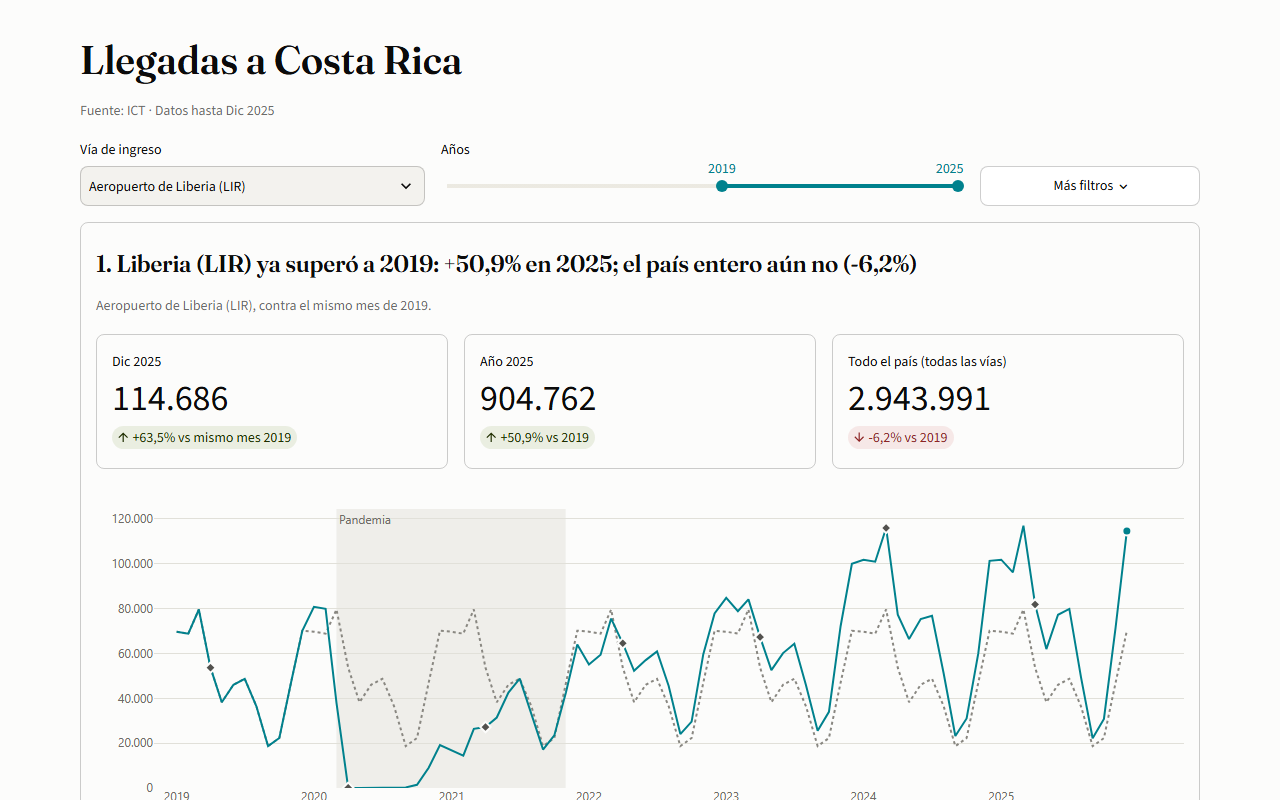 Llegadas a Costa Rica
Fuente: ICT · Datos hasta Dic 2025
Vía de ingreso
Años
Aeropuerto de Liberia (LIR)
2019
2025
Más filtros
1. Liberia (LIR) ya superó a 2019: +50,9% en 2025; el país entero aún no (-6,2%)
Aeropuerto de Liberia (LIR), contra el mismo mes de 2019.
Dic 2025
114.686
↑ +63,5% vs mismo mes 2019
Año 2025
904.762
↑ +50,9% vs 2019
Todo el país (todas las vías)
2.943.991
↓ -6,2% vs 2019
Pandemia
120.000
100.000
80.000
60.000
40.000
20.000
0
2019
2020
2021
2022
2023
2024
2025